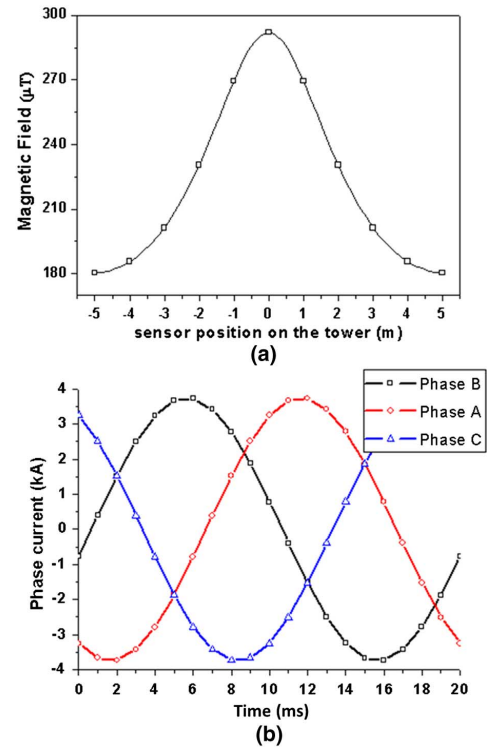 300
270
240
210
180
Magnetic Field (μT)
-5 -4 -3 -2 -1 0 1 2 3 4 5
sensor position on the tower (m)
(a)
Phase B
Phase A
Phase C
4
3
2
1
0
-1
-2
-3
-4
Phase current (kA)
0 2 4 6 8 10 12 14 16 18 20
Time (ms)
(b)